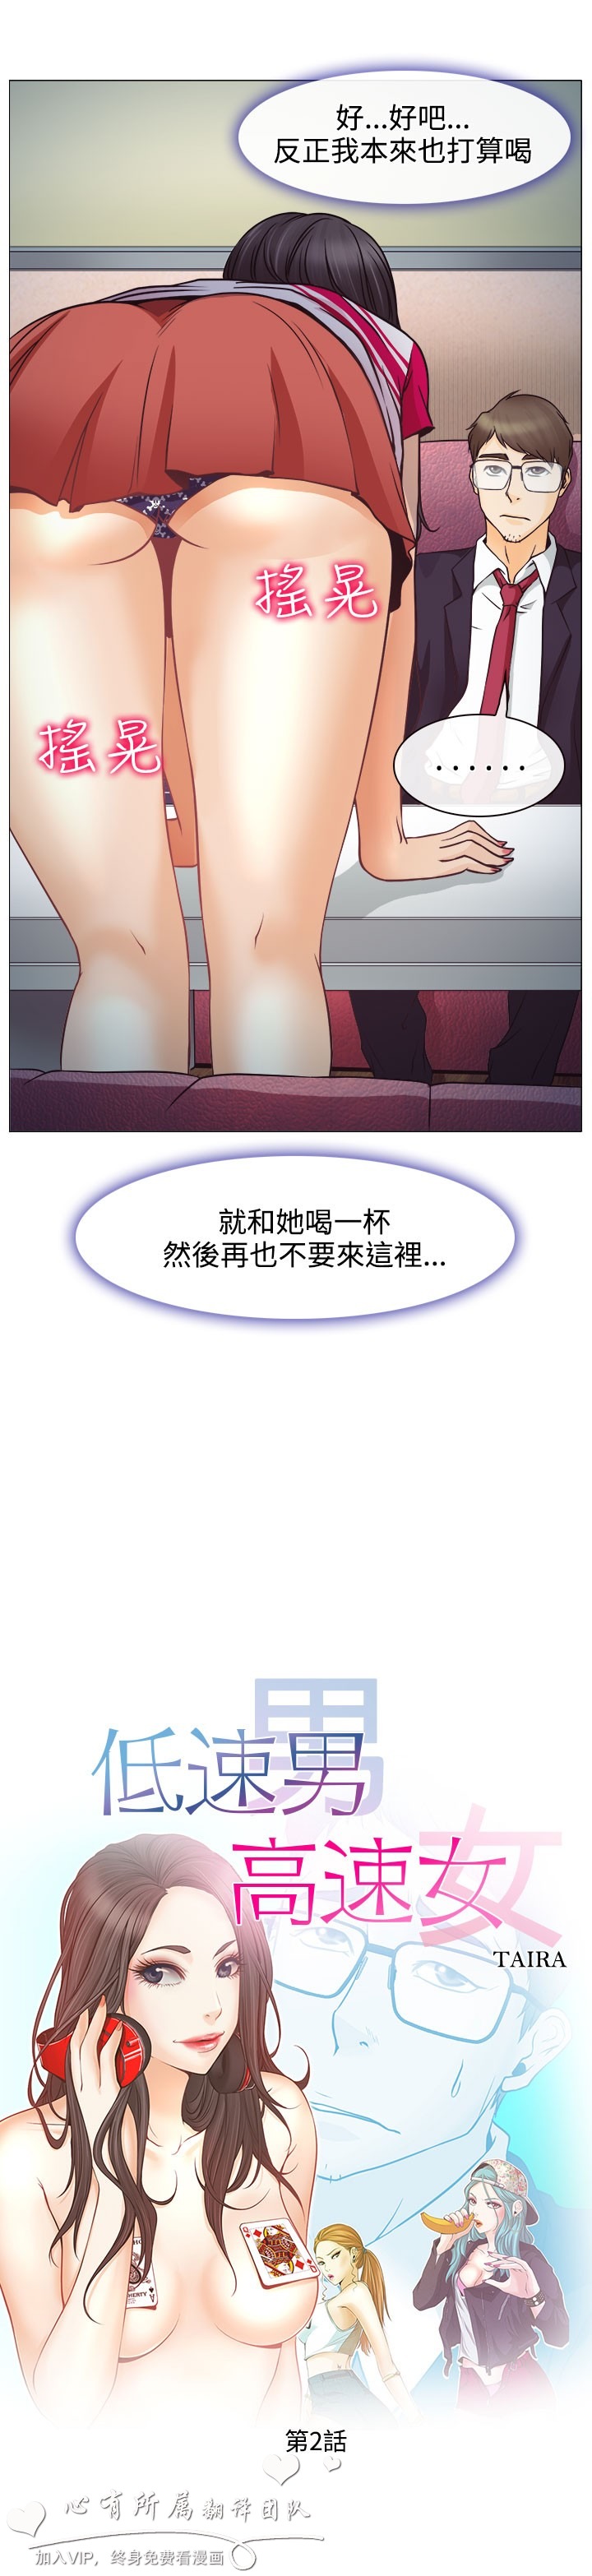 好...好吧...
反正我本來也打算喝
搖晃
搖晃
......
就和她喝一杯
然後再也不要來這裡...
男
低速男
女
高速女
TAIRA
第2話
心有所属翻译团队
加入VIP，终身免费看漫画